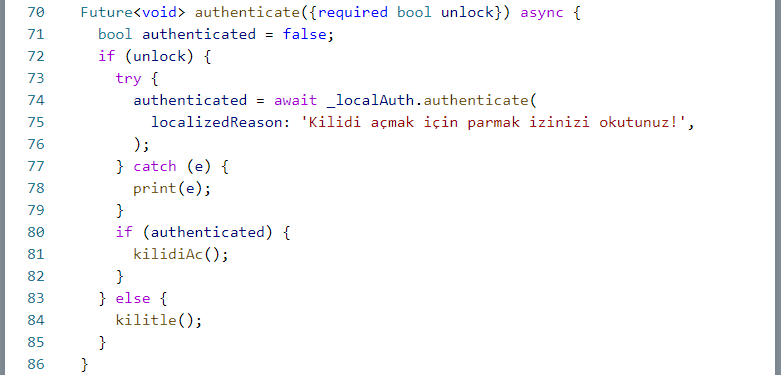 70 Future<void> authenticate({required bool unlock}) async {
71 bool authenticated = false;
72 if (unlock) {
73 try {
74 authenticated = await _localAuth.authenticate(
75 localizedReason: 'Kilidi açmak için parmak izinizi okutunuz!',
76 );
77 } catch (e) {
78 print(e);
79 }
80 if (authenticated) {
81 kilidiAc();
82 }
83 } else {
84 kilitle();
85 }
86 }